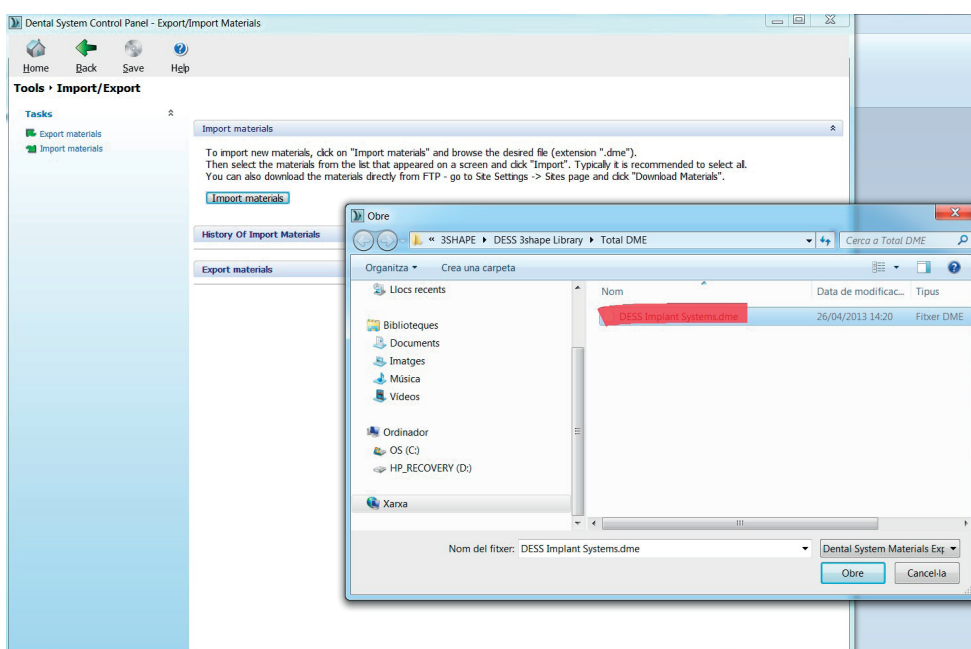 Dental System Control Panel - Export/Import Materials
Home Back Save Help
Tools › Import/Export
Tasks
Export materials
Import materials
Import materials
To import new materials, click on "Import materials" and browse the desired file (extension ".dme").
Then select the materials from the list that appeared on a screen and click "Import". Typically it is recommended to select all.
You can also download the materials directly from FTP - go to Site Settings -> Sites page and click "Download Materials".
Import materials
History Of Import Materials
Export materials
Obre
« 3SHAPE ▸ DESS 3shape Library ▸ Total DME
Cerca a Total DME
Organitza Crea una carpeta
Llocs recents
Biblioteques
Documents
Imatges
Música
Vídeos
Ordinador
OS (C:)
HP_RECOVERY (D:)
Xarxa
Nom Data de modificac... Tipus
DESS Implant Systems.dme 26/04/2013 14:20 Fitxer DME
Nom del fitxer: DESS Implant Systems.dme Dental System Materials Exp
Obre Cancel·la